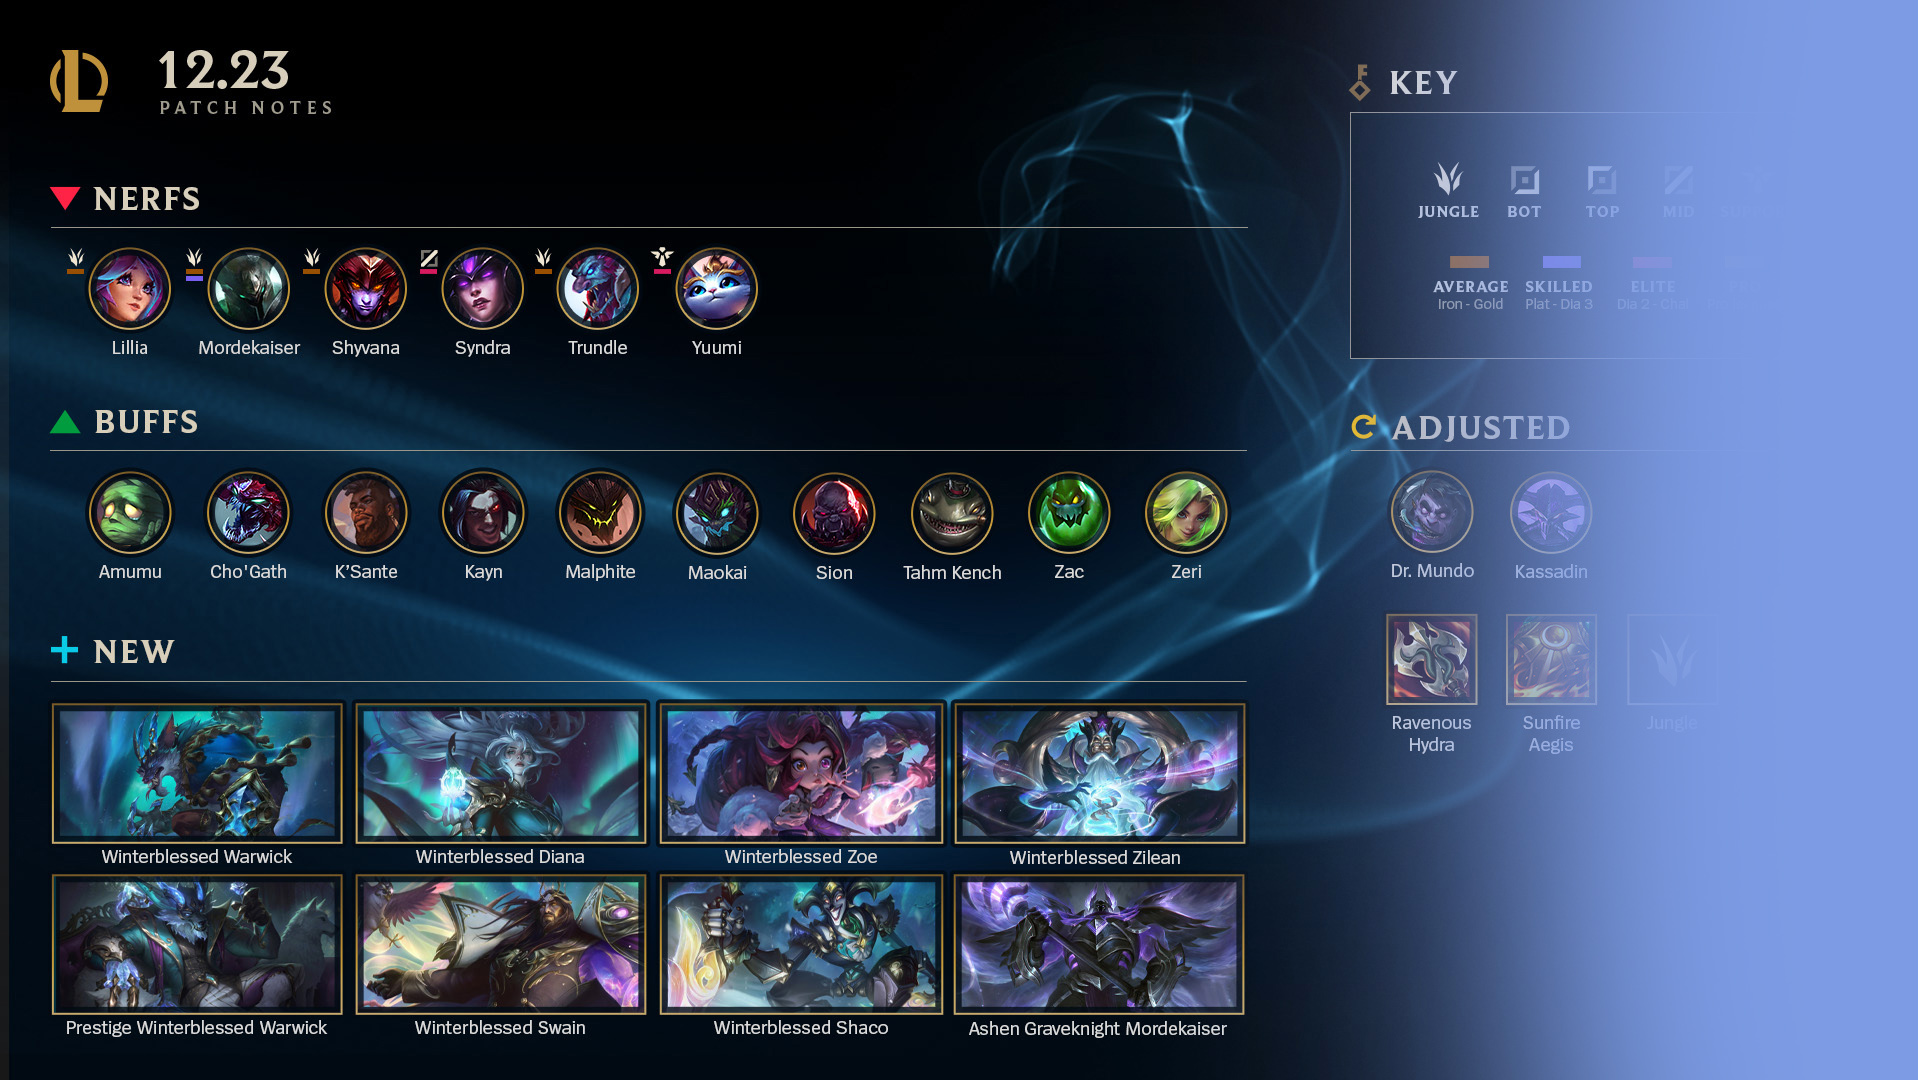 12.23
PATCH NOTES
NERFS
Lillia Mordekaiser Shyvana Syndra Trundle Yuumi
BUFFS
Amumu Cho'Gath K'Sante Kayn Malphite Maokai Sion Tahm Kench Zac Zeri
NEW
Winterblessed Warwick Winterblessed Diana Winterblessed Zoe Winterblessed Zilean
Prestige Winterblessed Warwick Winterblessed Swain Winterblessed Shaco Ashen Graveknight Mordekaiser
KEY
JUNGLE BOT TOP MID
AVERAGE SKILLED ELITE
Iron - Gold Plat - Dia 3 Dia 2 - Chal
ADJUSTED
Dr. Mundo Kassadin
Ravenous Sunfire Jungle
Hydra Aegis